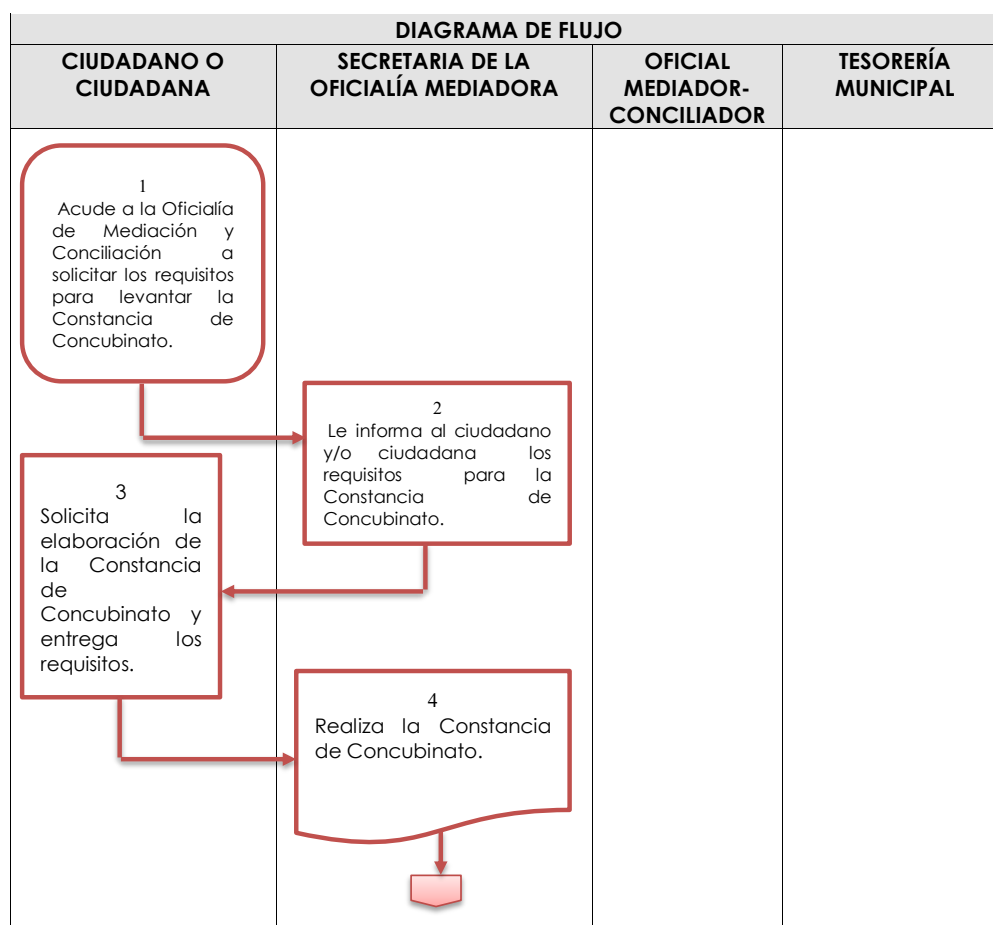 DIAGRAMA DE FLUJO
CIUDADANO O
CIUDADANA
SECRETARIA DE LA
OFICIALÍA MEDIADORA
OFICIAL
MEDIADOR-
CONCILIADOR
TESORERÍA
MUNICIPAL
1
Acude a la Oficialía
de Mediación y
Conciliación a
solicitar los requisitos
para levantar la
Constancia de
Concubinato.
2
Le informa al ciudadano
y/o ciudadana los
requisitos para la
Constancia de
Concubinato.
3
Solicita la
elaboración de
la Constancia
de
Concubinato y
entrega los
requisitos.
4
Realiza la Constancia
de Concubinato.